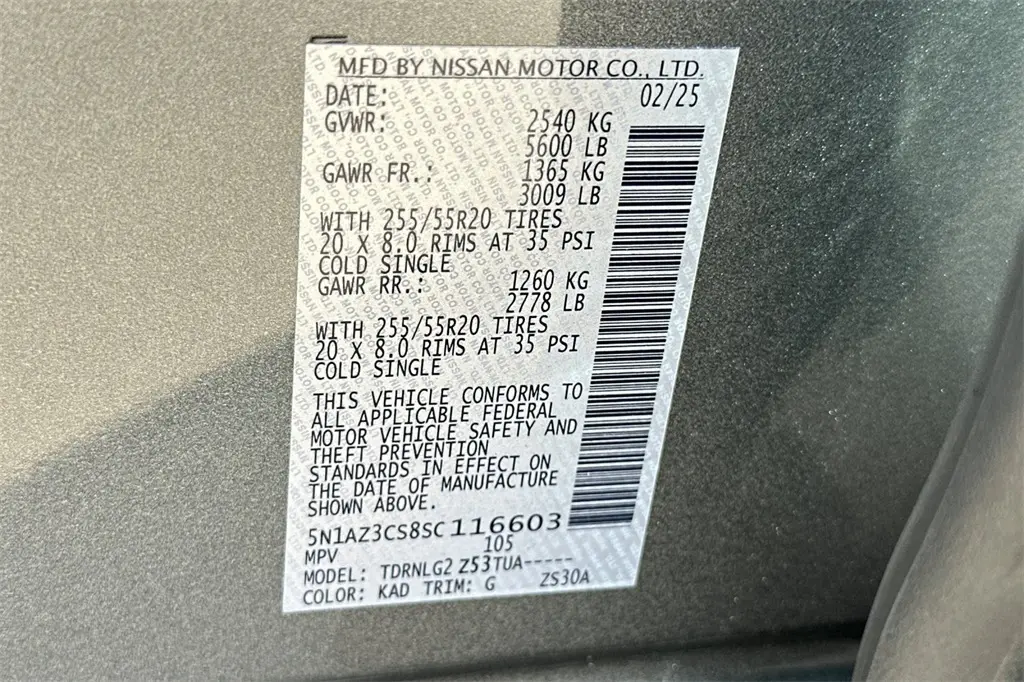 MFD BY NISSAN MOTOR CO., LTD.
DATE: 02/25
GVWR: 2540 KG
5600 LB
GAWR FR.: 1365 KG
3009 LB
WITH 255/55R20 TIRES
20 X 8.0 RIMS AT 35 PSI
COLD SINGLE
GAWR RR.: 1260 KG
2778 LB
WITH 255/55R20 TIRES
20 X 8.0 RIMS AT 35 PSI
COLD SINGLE
THIS VEHICLE CONFORMS TO
ALL APPLICABLE FEDERAL
MOTOR VEHICLE SAFETY AND
THEFT PREVENTION
STANDARDS IN EFFECT ON
THE DATE OF MANUFACTURE
SHOWN ABOVE.
5N1AZ3CS8SC116603
MPV 105
MODEL: TDRNLG2 Z53TUA-----
COLOR: KAD TRIM: G ZS30A